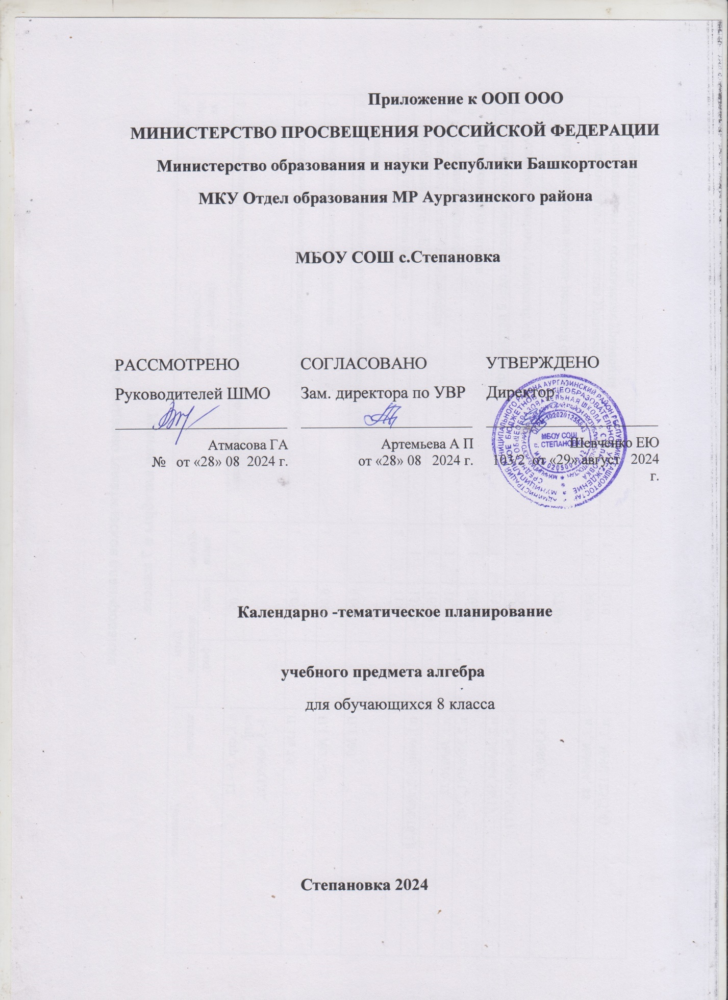 Приложение к ООП ООО
МИНИСТЕРСТВО ПРОСВЕЩЕНИЯ РОССИЙСКОЙ ФЕДЕРАЦИИ
Министерство образования и науки Республики Башкортостан
МКУ Отдел образования МР Аургазинского района
МБОУ СОШ с.Степановка
РАССМОТРЕНО
Руководителей ШМО
Атмасова ГА
№ от «28» 08 2024 г.
СОГЛАСОВАНО
Зам. директора по УВР
Артемьева А П
от «28» 08 2024 г.
УТВЕРЖДЕНО
Директор
Шевченко ЕЮ
103/2 от «29» август 2024
г.
МБОУ СОШ
с. СТЕПАНОВКА
Календарно -тематическое планирование
учебного предмета алгебра
для обучающихся 8 класса
Степановка 2024